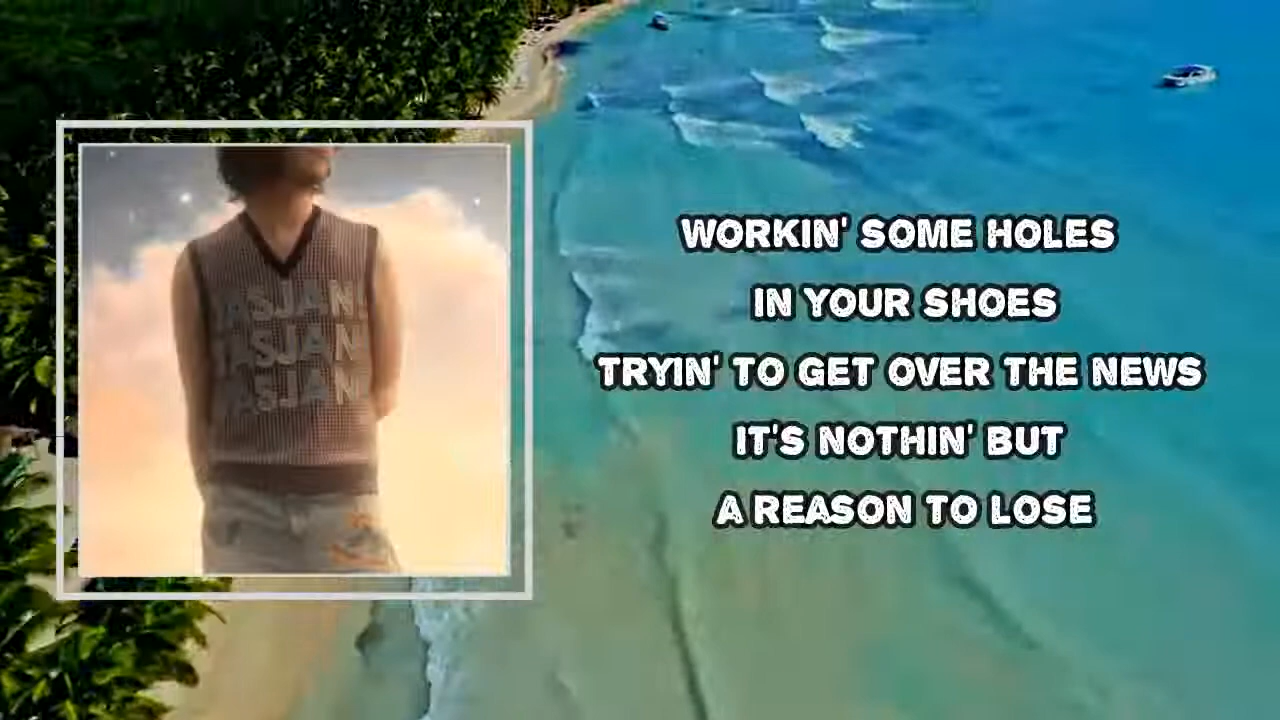 WORKIN' SOME HOLES
IN YOUR SHOES
TRYIN' TO GET OVER THE NEWS
IT'S NOTHIN' BUT
A REASON TO LOSE